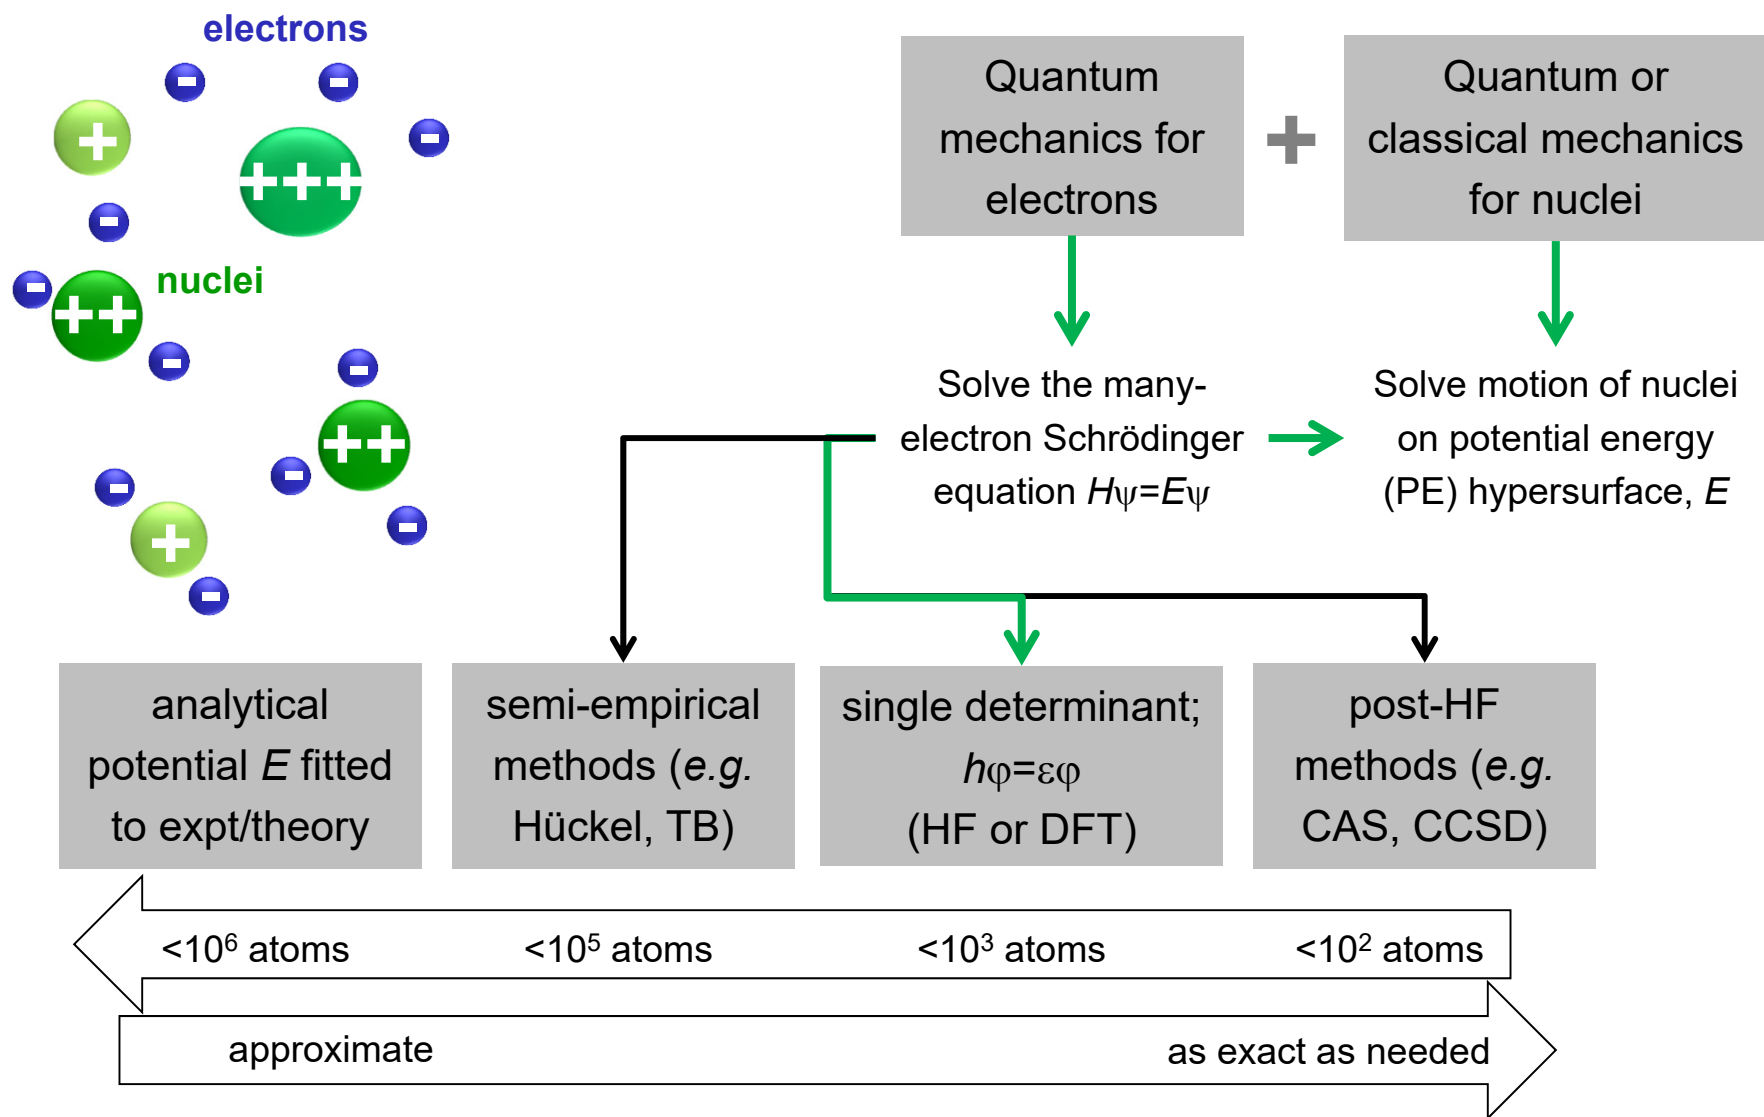 electrons
-
-
+
-
+++
-
nuclei
-
++
-
-
++
-
-
-
+
-
Quantum
mechanics for
electrons
+
Quantum or
classical mechanics
for nuclei
Solve the many-
electron Schrödinger
equation Hψ=Eψ
Solve motion of nuclei
on potential energy
(PE) hypersurface, E
analytical
potential E fitted
to expt/theory
semi-empirical
methods (e.g.
Hückel, TB)
single determinant;
hφ=εφ
(HF or DFT)
post-HF
methods (e.g.
CAS, CCSD)
<10⁶ atoms
<10⁵ atoms
<10³ atoms
<10² atoms
approximate
as exact as needed